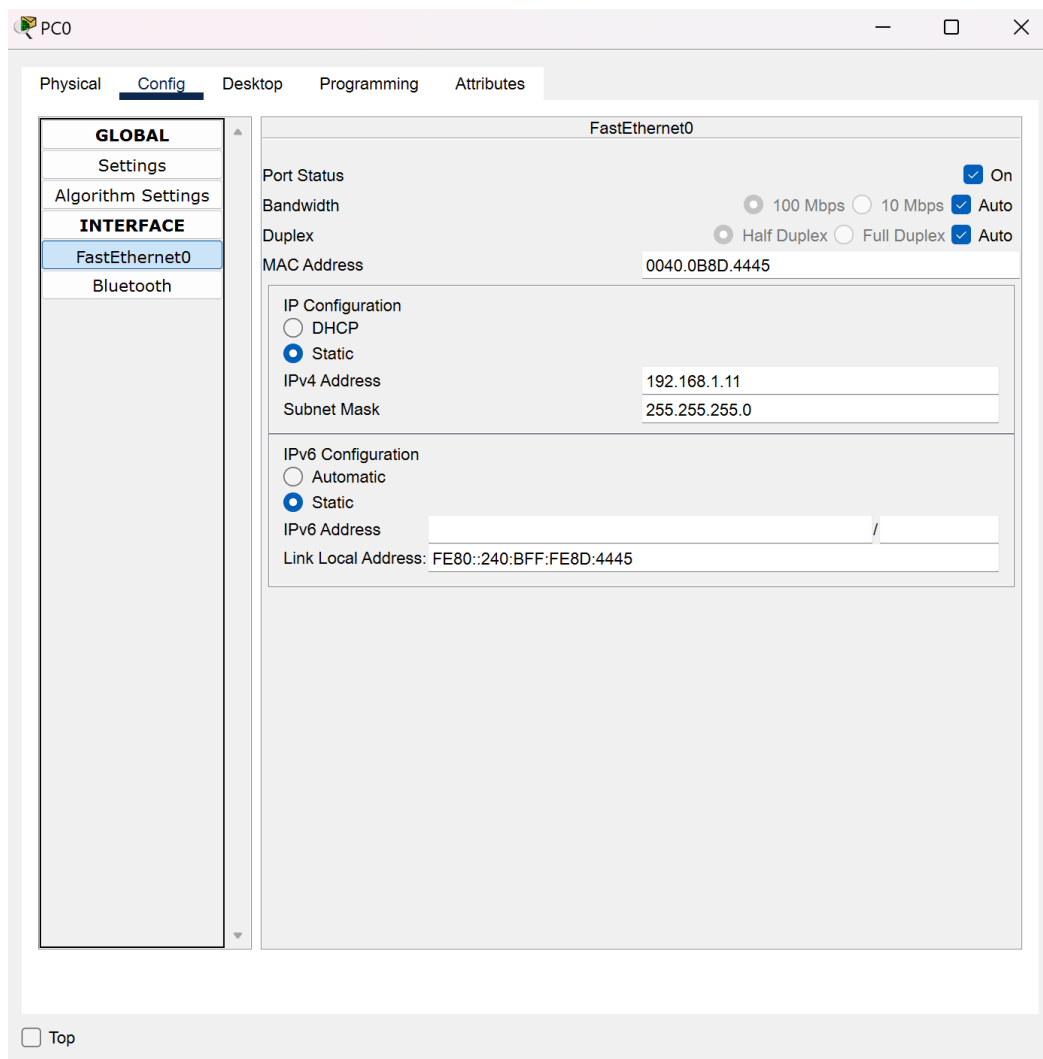 PC0
Physical Config Desktop Programming Attributes
GLOBAL
Settings
Algorithm Settings
INTERFACE
FastEthernet0
Bluetooth
FastEthernet0
Port Status On
Bandwidth 100 Mbps 10 Mbps Auto
Duplex Half Duplex Full Duplex Auto
MAC Address 0040.0B8D.4445
IP Configuration
DHCP
Static
IPv4 Address 192.168.1.11
Subnet Mask 255.255.255.0
IPv6 Configuration
Automatic
Static
IPv6 Address /
Link Local Address: FE80::240:BFF:FE8D:4445
Top